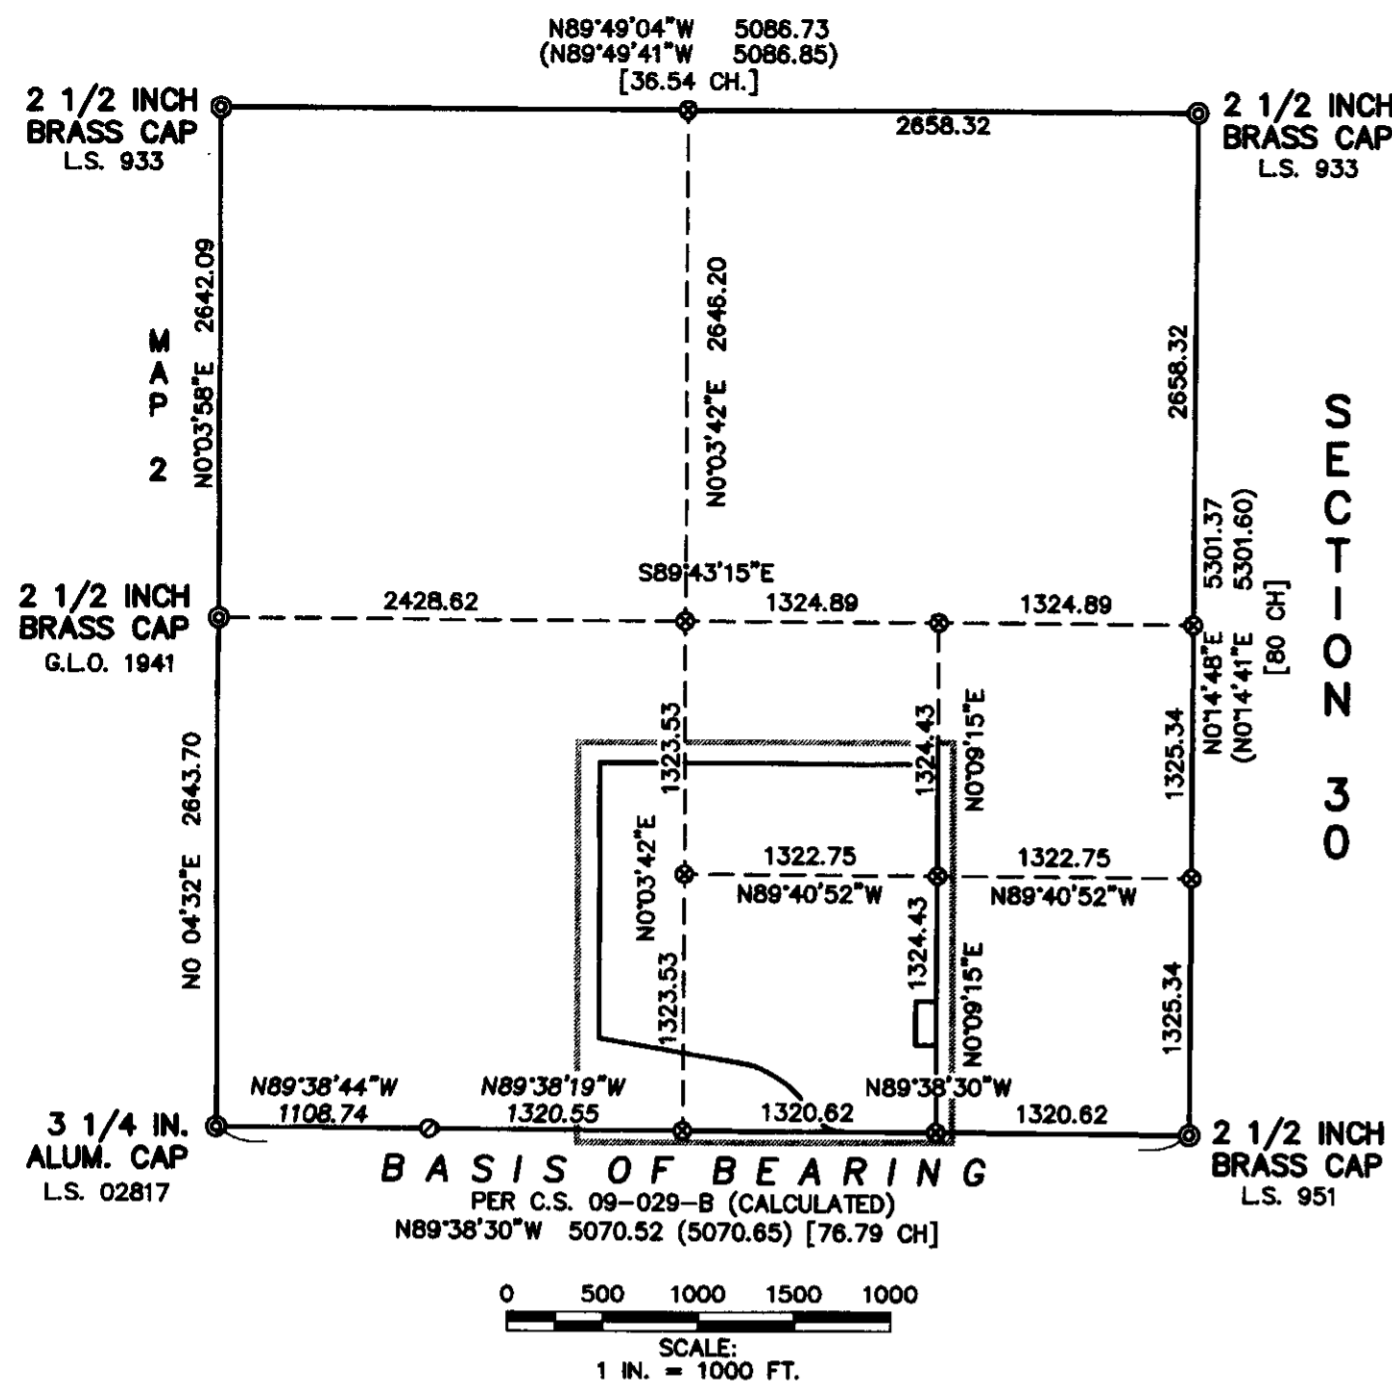 N89°49'04"W 5086.73
(N89°49'41"W 5086.85)
[36.54 CH.]
2 1/2 INCH
BRASS CAP
L.S. 933
2658.32
2 1/2 INCH
BRASS CAP
L.S. 933
MAP 2
N0°03'58"E 2642.09
N0°03'42"E 2646.20
2658.32
SECTION 30
N0°14'48"E 5301.37
(N0°14'41"E 5301.60)
[80 CH]
S89°43'15"E
2 1/2 INCH
BRASS CAP
G.L.O. 1941
2428.62
1324.89
1324.89
1323.53
1324.43
N0°09'15"E
1325.34
N0 04'32"E 2643.70
N0°03'42"E
1322.75
N89°40'52"W
1322.75
N89°40'52"W
1323.53
1324.43
N0°09'15"E
1325.34
N89°38'44"W
1108.74
N89°38'19"W
1320.55
N89°38'30"W
1320.62
1320.62
3 1/4 IN.
ALUM. CAP
L.S. 02817
2 1/2 INCH
BRASS CAP
L.S. 951
BASIS OF BEARING
PER C.S. 09-029-B (CALCULATED)
N89°38'30"W 5070.52 (5070.65) [76.79 CH]
0 500 1000 1500 1000
SCALE:
1 IN. = 1000 FT.